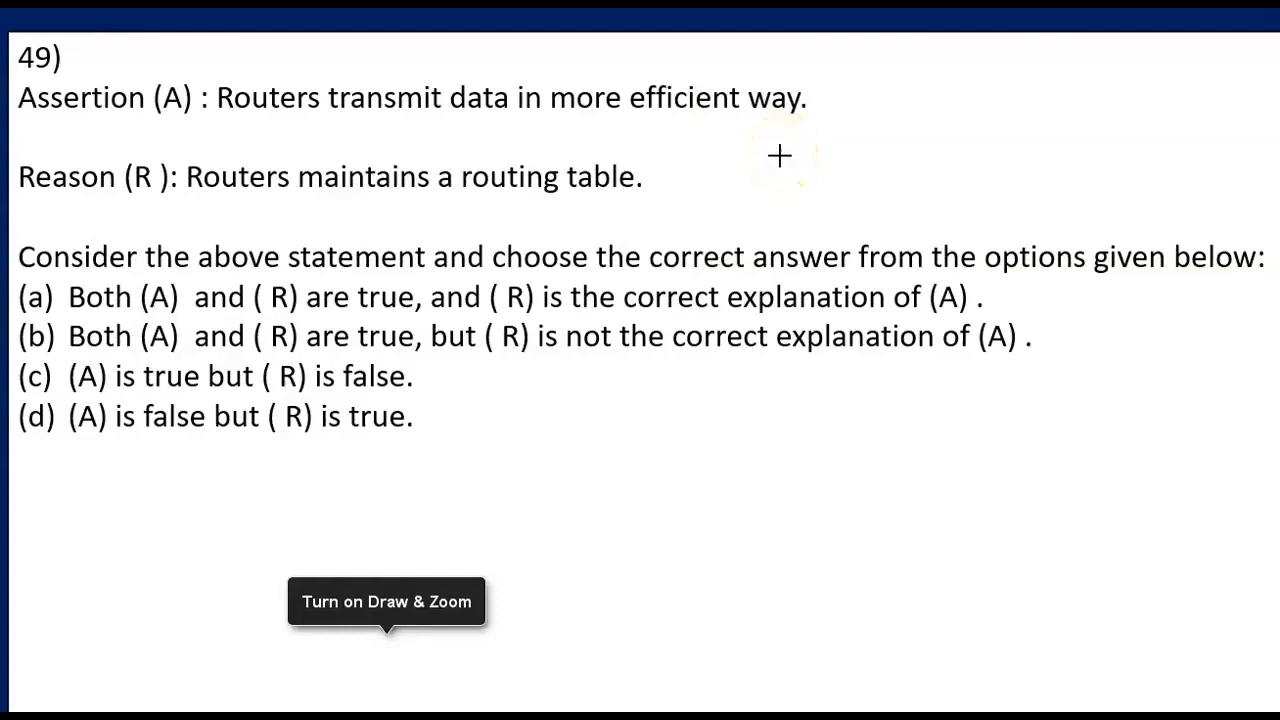 49)
Assertion (A) : Routers transmit data in more efficient way.
Reason (R ): Routers maintains a routing table.
Consider the above statement and choose the correct answer from the options given below:
(a) Both (A) and ( R) are true, and ( R) is the correct explanation of (A) .
(b) Both (A) and ( R) are true, but ( R) is not the correct explanation of (A) .
(c) (A) is true but ( R) is false.
(d) (A) is false but ( R) is true.
Turn on Draw & Zoom